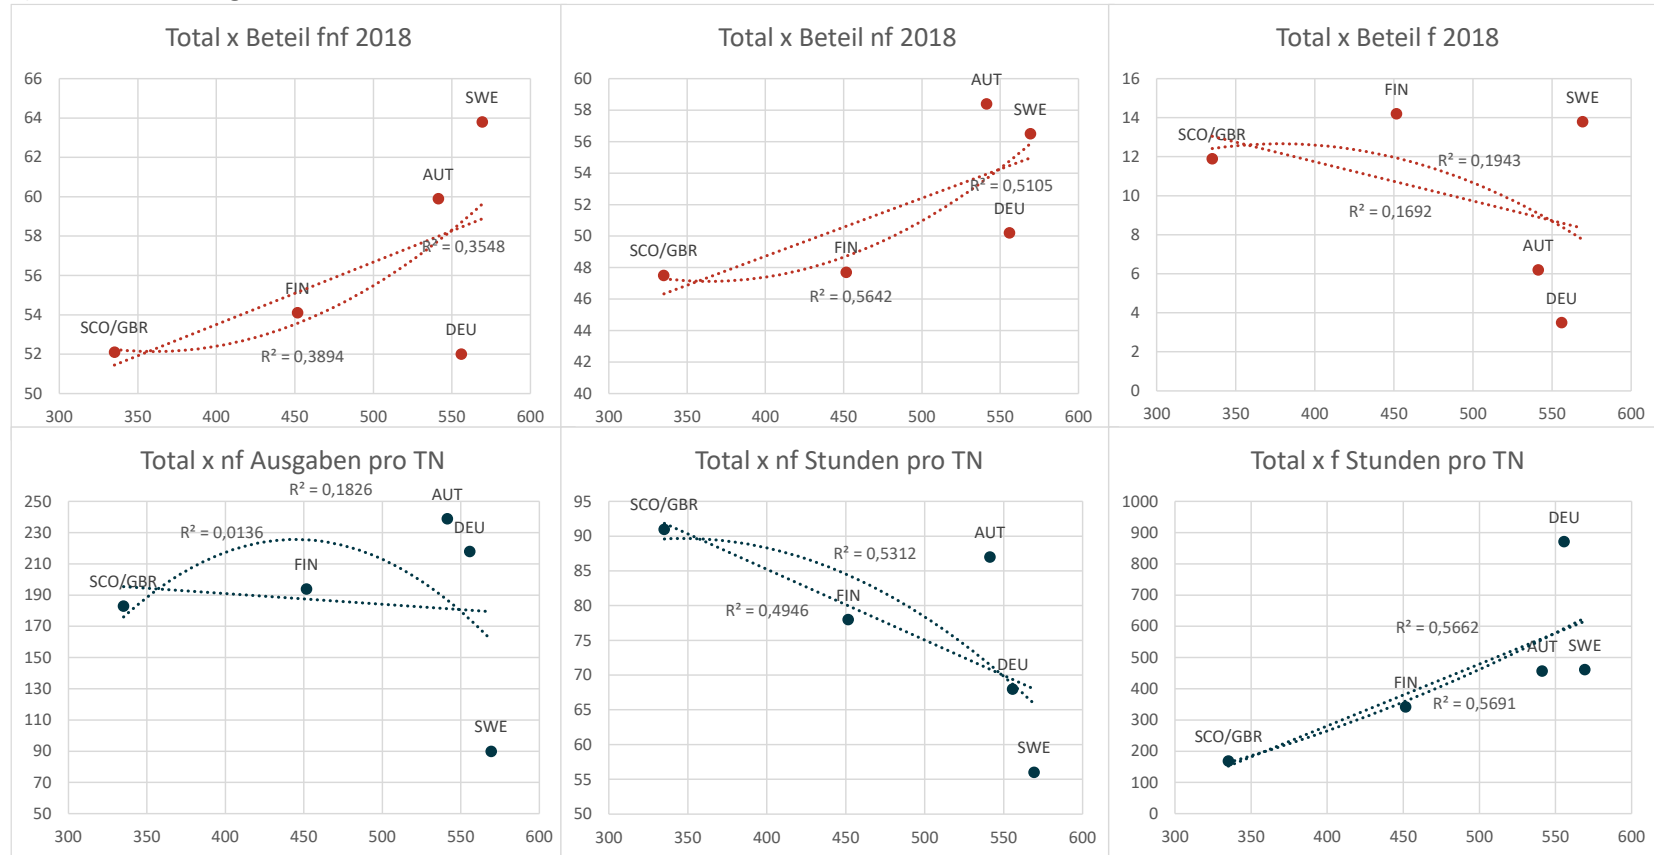 Total x Beteil fnf 2018
66
64
62
60
58
56
54
52
50
300 350 400 450 500 550 600
SWE
AUT
R² = 0,3548
FIN
SCO/GBR
DEU
R² = 0,3894
Total x Beteil nf 2018
60
58
56
54
52
50
48
46
44
42
40
300 350 400 450 500 550 600
AUT
SWE
R² = 0,5105
DEU
SCO/GBR
FIN
R² = 0,5642
Total x Beteil f 2018
16
14
12
10
8
6
4
2
0
300 350 400 450 500 550 600
FIN
SWE
SCO/GBR
R² = 0,1943
R² = 0,1692
AUT
DEU
Total x nf Ausgaben pro TN
250
230
210
190
170
150
130
110
90
70
50
300 350 400 450 500 550 600
R² = 0,1826
AUT
R² = 0,0136
DEU
FIN
SCO/GBR
SWE
Total x nf Stunden pro TN
95
90
85
80
75
70
65
60
55
50
300 350 400 450 500 550 600
SCO/GBR
AUT
R² = 0,5312
R² = 0,4946
FIN
DEU
SWE
Total x f Stunden pro TN
1000
900
800
700
600
500
400
300
200
100
0
300 350 400 450 500 550 600
DEU
R² = 0,5662
AUT SWE
FIN
R² = 0,5691
SCO/GBR